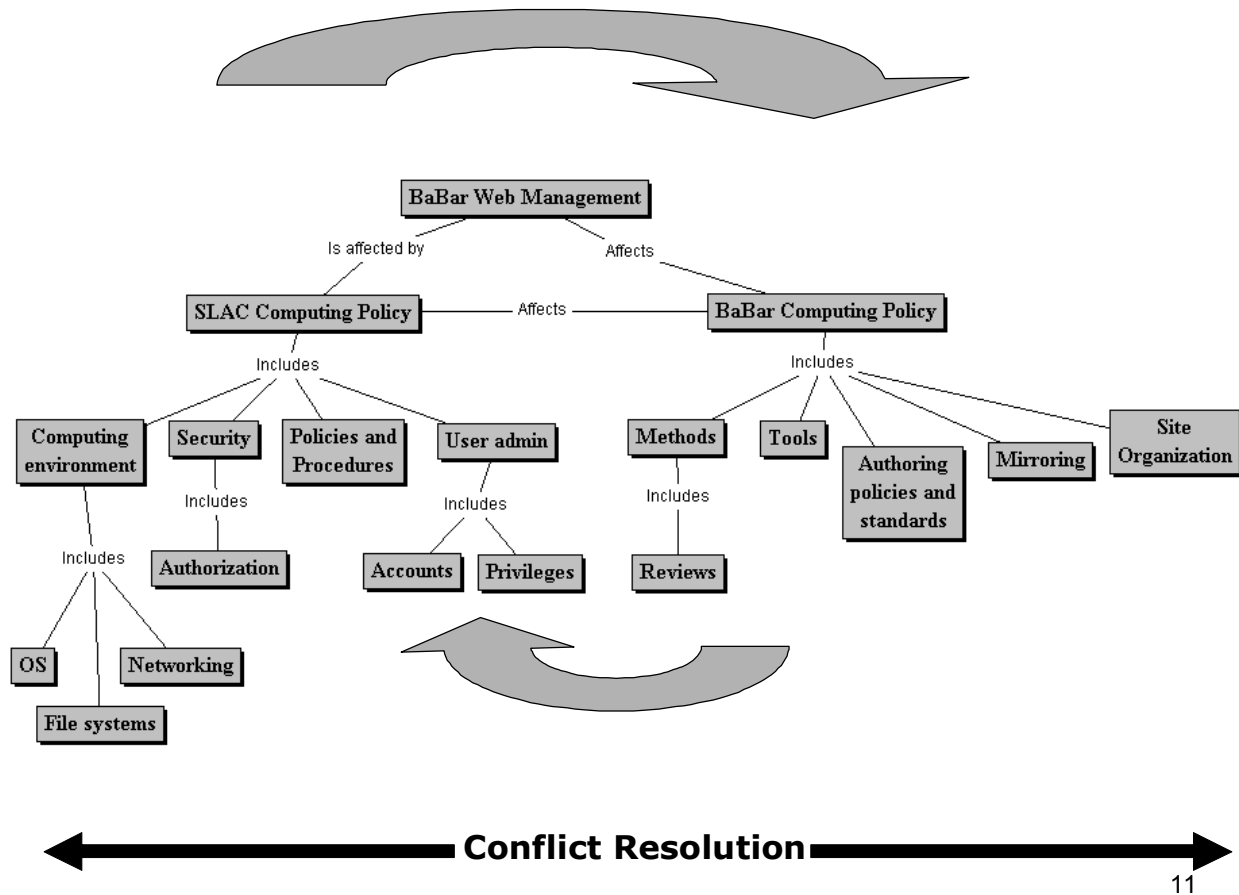 BaBar Web Management
Is affected by
Affects
SLAC Computing Policy
Affects
BaBar Computing Policy
Includes
Includes
Computing
environment
Security
Policies and
Procedures
User admin
Methods
Tools
Authoring
policies and
standards
Mirroring
Site
Organization
Includes
Includes
Includes
Includes
Authorization
Accounts
Privileges
Reviews
OS
Networking
File systems
Conflict Resolution
11